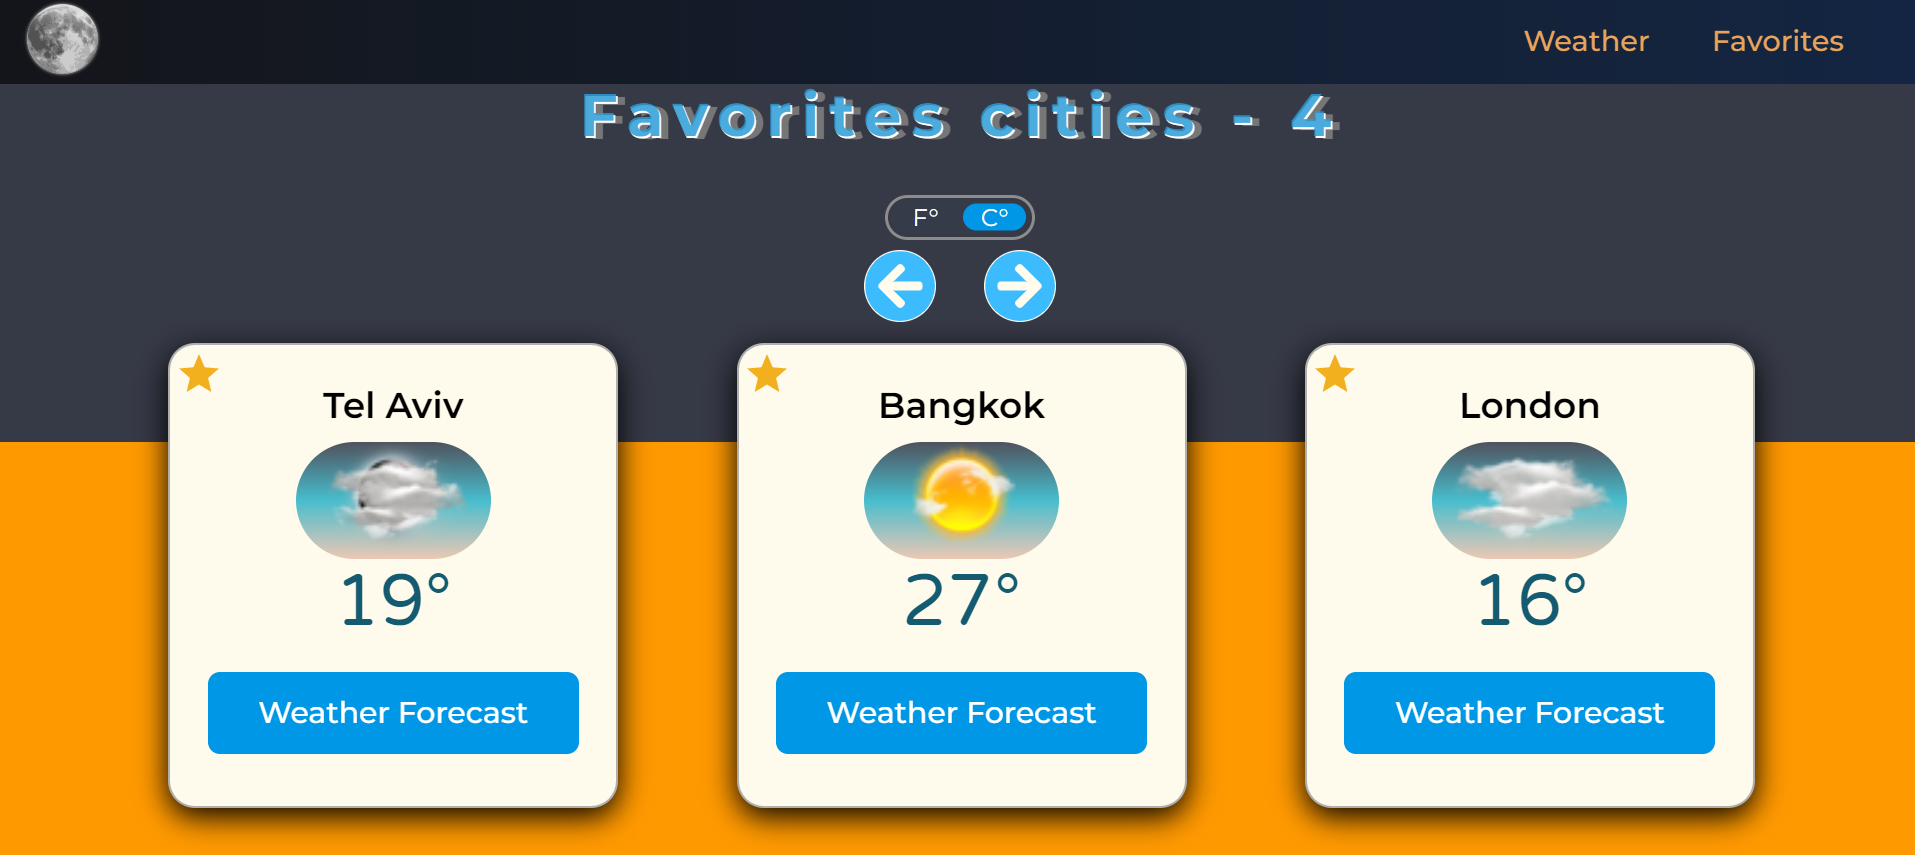 Weather Favorites
Favorites cities - 4
F° C°
Tel Aviv Bangkok London
19° 27° 16°
Weather Forecast Weather Forecast Weather Forecast